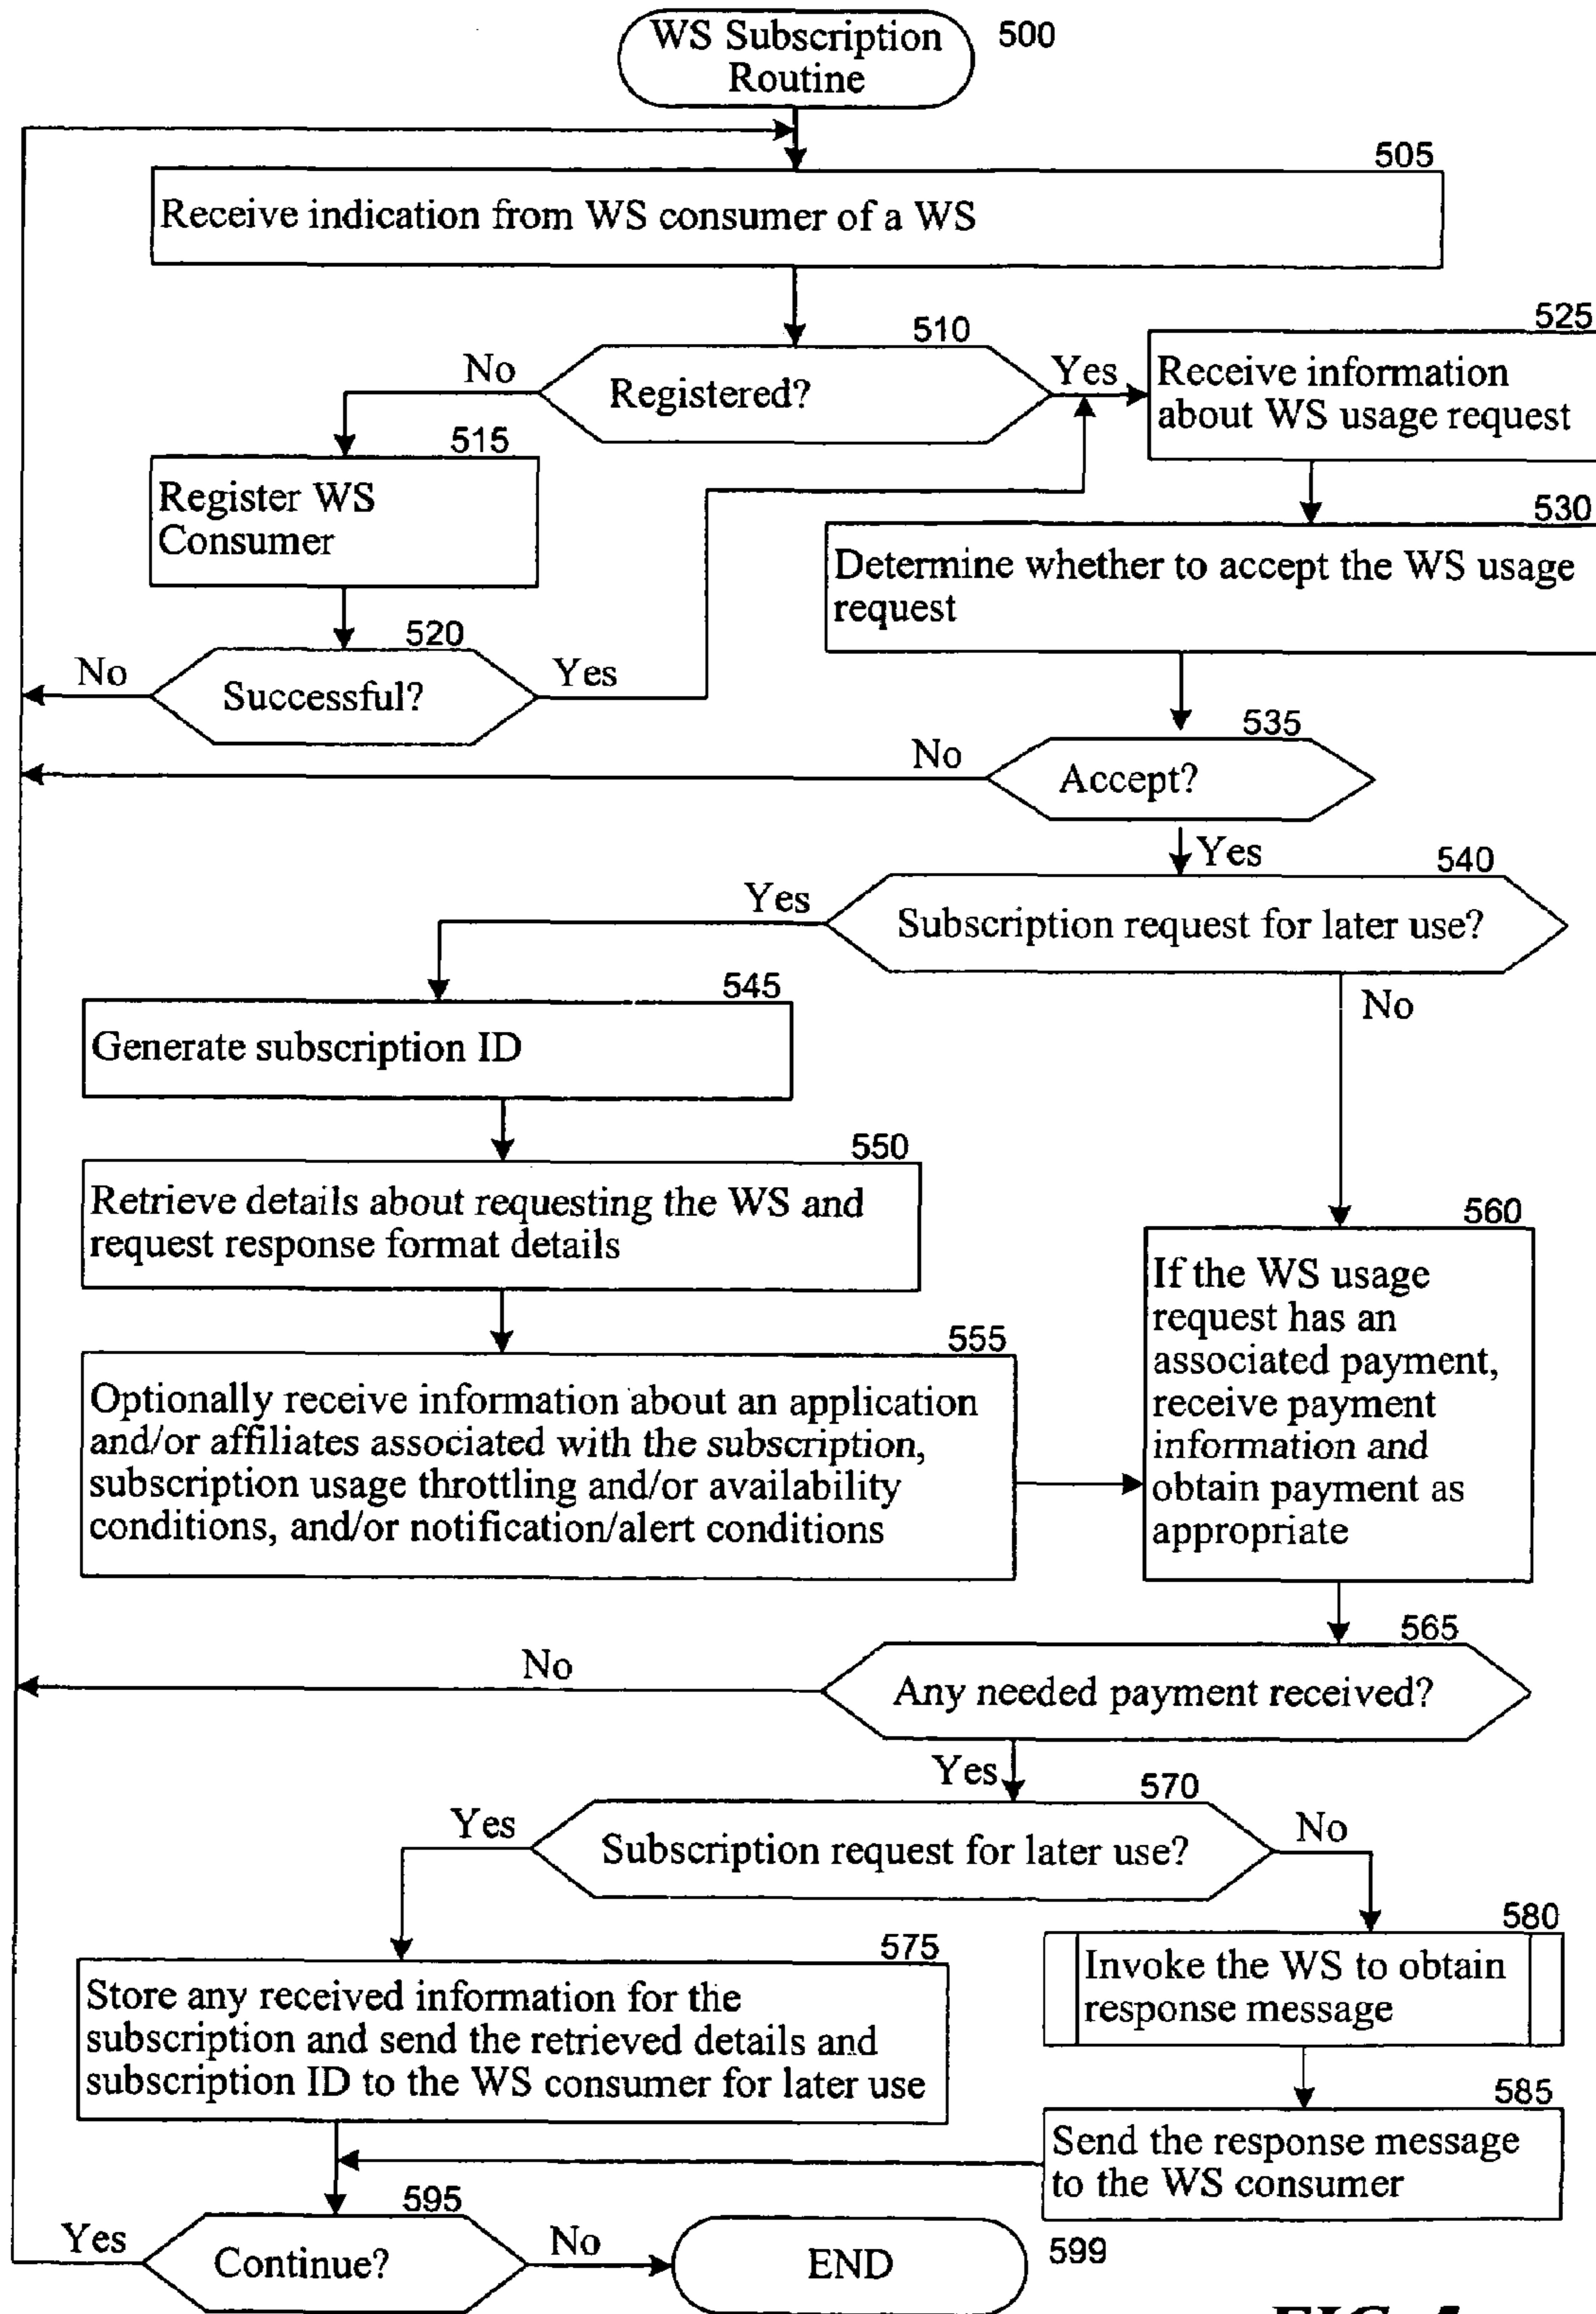 WS Subscription
Routine
500
505
Receive indication from WS consumer of a WS
510
525
No
Registered?
Yes
Receive information
about WS usage request
515
Register WS
Consumer
530
Determine whether to accept the WS usage
request
520
No
Successful?
Yes
535
No
Accept?
Yes
540
Yes
Subscription request for later use?
No
545
Generate subscription ID
550
Retrieve details about requesting the WS and
request response format details
555
Optionally receive information about an application
and/or affiliates associated with the subscription,
subscription usage throttling and/or availability
conditions, and/or notification/alert conditions
560
If the WS usage
request has an
associated payment,
receive payment
information and
obtain payment as
appropriate
565
No
Any needed payment received?
Yes
570
Yes
Subscription request for later use?
No
575
Store any received information for the
subscription and send the retrieved details and
subscription ID to the WS consumer for later use
580
Invoke the WS to obtain
response message
585
Send the response message
to the WS consumer
595
Yes
Continue?
No
END
599